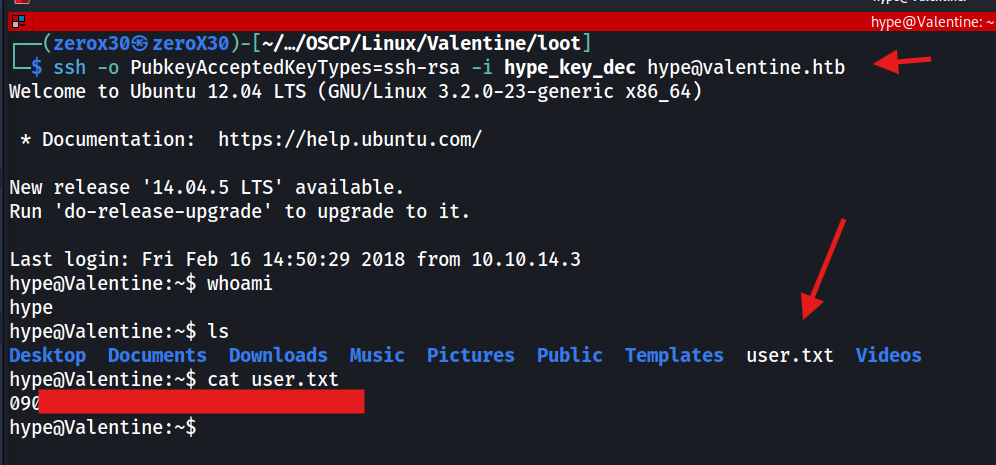 hype@Valentine: ~
┌──(zerox30㉿zeroX30)-[~/…/OSCP/Linux/Valentine/loot]
└─$ ssh -o PubkeyAcceptedKeyTypes=ssh-rsa -i hype_key_dec hype@valentine.htb
Welcome to Ubuntu 12.04 LTS (GNU/Linux 3.2.0-23-generic x86_64)
* Documentation:  https://help.ubuntu.com/
New release '14.04.5 LTS' available.
Run 'do-release-upgrade' to upgrade to it.
Last login: Fri Feb 16 14:50:29 2018 from 10.10.14.3
hype@Valentine:~$ whoami
hype
hype@Valentine:~$ ls
Desktop  Documents  Downloads  Music  Pictures  Public  Templates  user.txt  Videos
hype@Valentine:~$ cat user.txt
090
hype@Valentine:~$